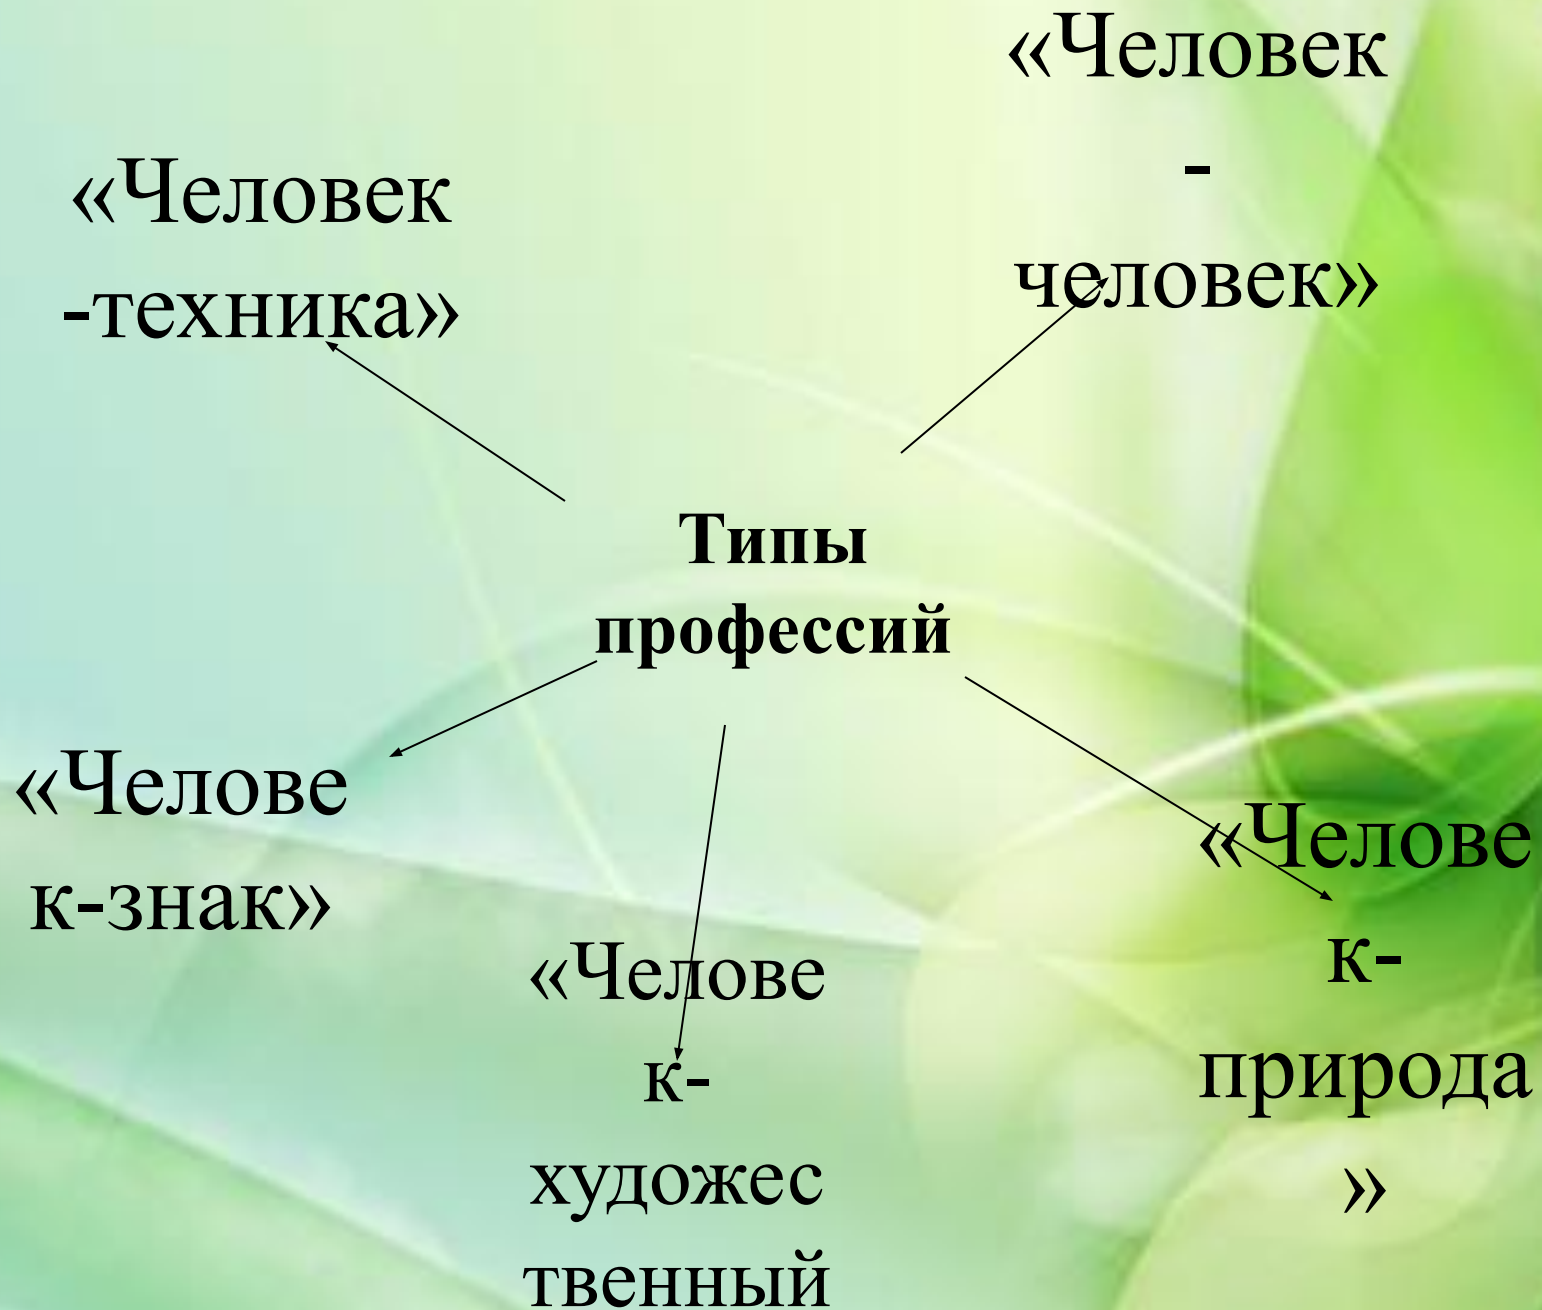 «Человек
-
человек»
«Человек
-техника»
Типы
профессий
«Челове
к-знак»
«Челове
к-
художес
твенный
«Челове
к-
природа
»